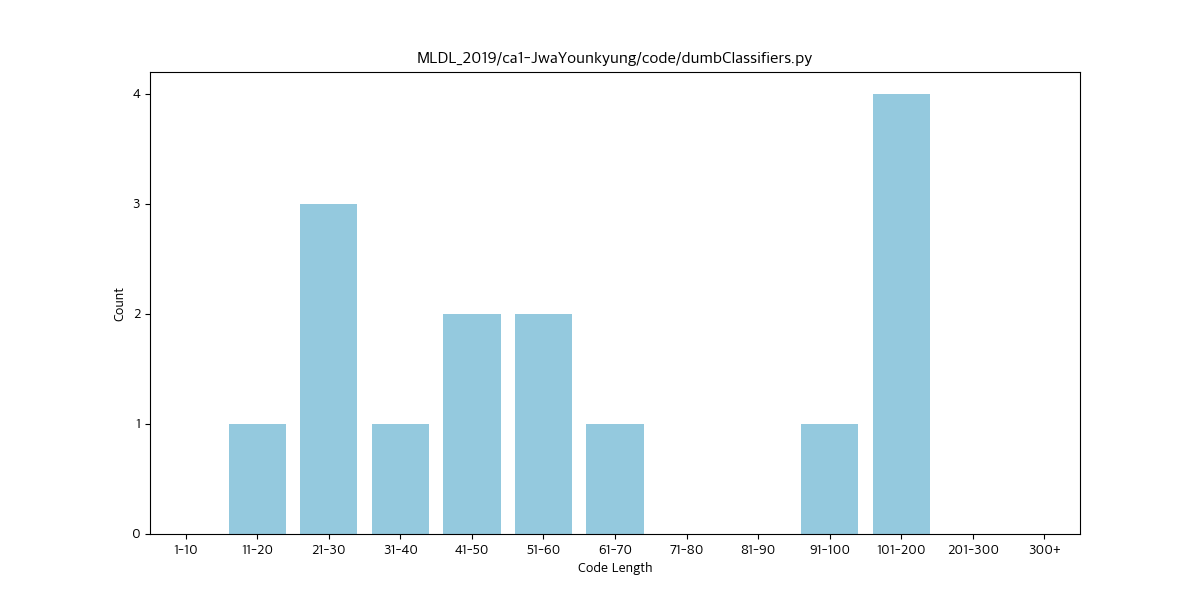 MLDL_2019/ca1-JwaYounkyung/code/dumbClassifiers.py
4
3
2
1
0
Count
1-10 11-20 21-30 31-40 41-50 51-60 61-70 71-80 81-90 91-100 101-200 201-300 300+
Code Length